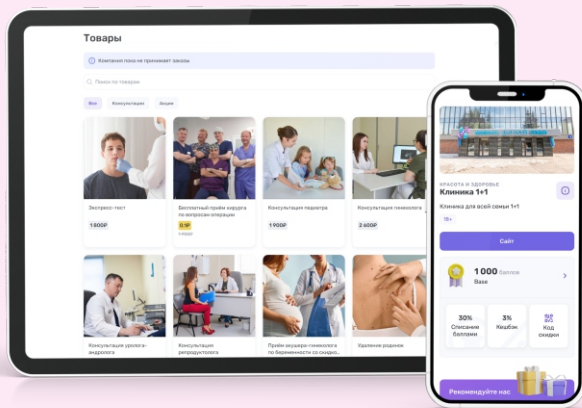 Товары
Компания пока не принимает заказы
Поиск по товарам
Все
Консультации
Акции
Экспресс-тест
1 800₽
Бесплатный приём хирурга
по вопросам операции
0.1₽
Консультация педиатра
1 900₽
Консультация гинеколога
2 600₽
Консультация уролога-
андролога
Консультация
репродуктолога
Приём акушера-гинеколога
по беременности со скидко...
Удаление родинок
КРАСОТА И ЗДОРОВЬЕ
Клиника 1+1
Клиника для всей семьи 1+1
18+
Сайт
1 000 баллов
Base
30%
Списание
баллами
3%
Кешбэк
Код
скидки
Рекомендуйте нас